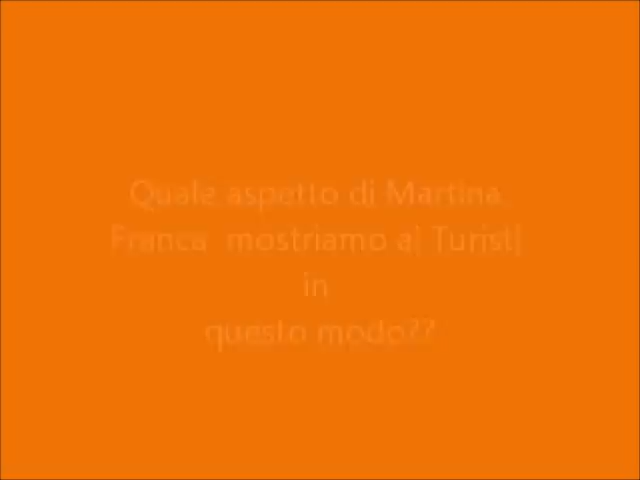 Quale aspetto di Martina
Franca mostriamo ai Turisti
in
questo modo??